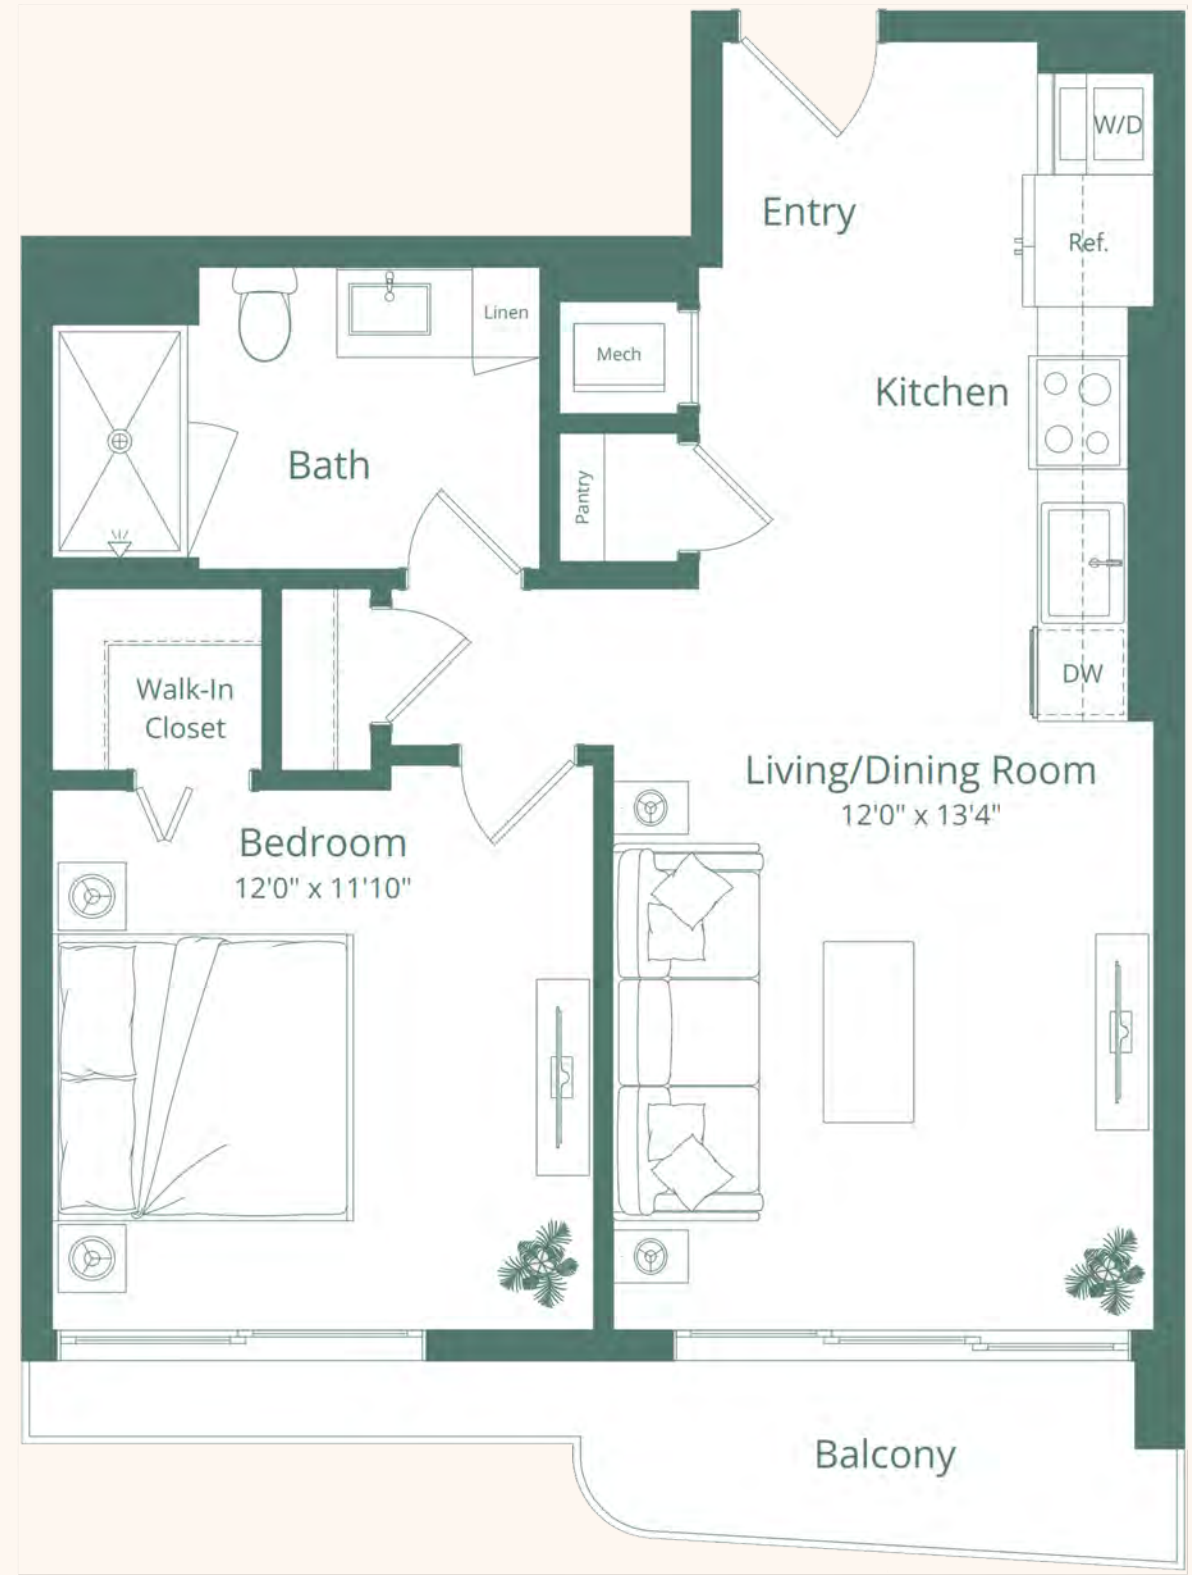 W/D
Entry
Ref.
Linen
Mech
Kitchen
Bath
Pantry
Walk-In
Closet
DW
Living/Dining Room
12'0" x 13'4"
Bedroom
12'0" x 11'10"
Balcony